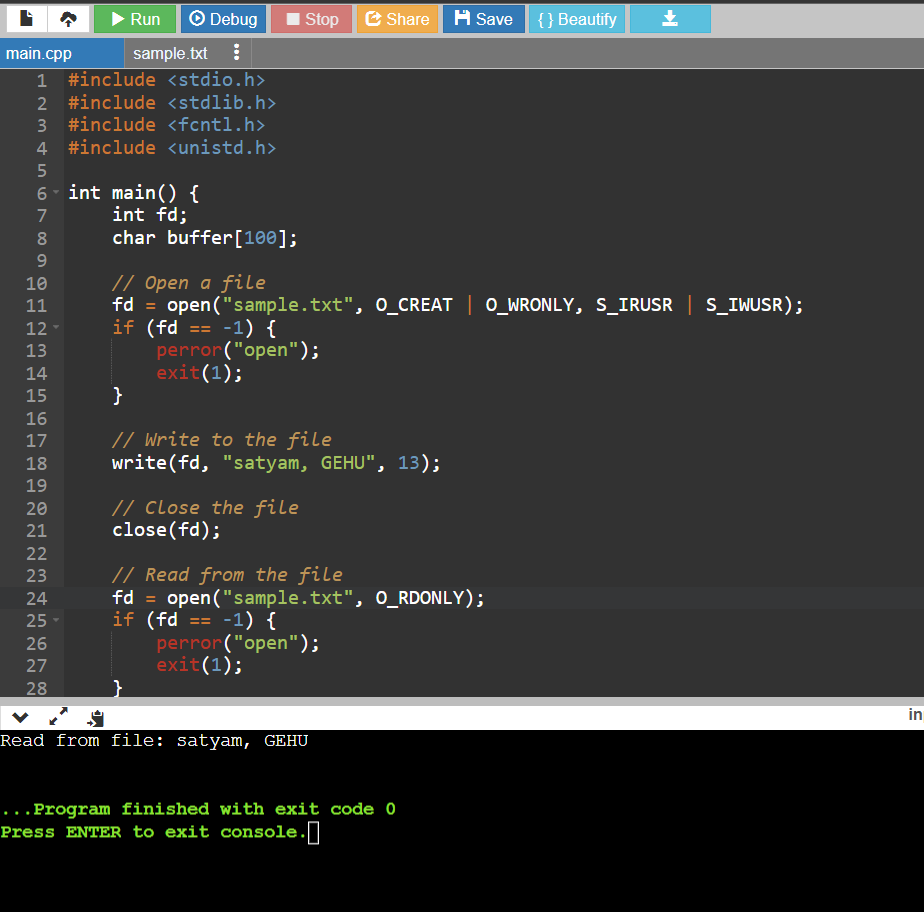 Run Debug Stop Share Save { } Beautify
main.cpp sample.txt
1 #include <stdio.h>
2 #include <stdlib.h>
3 #include <fcntl.h>
4 #include <unistd.h>
5
6 int main() {
7     int fd;
8     char buffer[100];
9
10     // Open a file
11     fd = open("sample.txt", O_CREAT | O_WRONLY, S_IRUSR | S_IWUSR);
12     if (fd == -1) {
13         perror("open");
14         exit(1);
15     }
16
17     // Write to the file
18     write(fd, "satyam, GEHU", 13);
19
20     // Close the file
21     close(fd);
22
23     // Read from the file
24     fd = open("sample.txt", O_RDONLY);
25     if (fd == -1) {
26         perror("open");
27         exit(1);
28     }
in
Read from file: satyam, GEHU
...Program finished with exit code 0
Press ENTER to exit console.